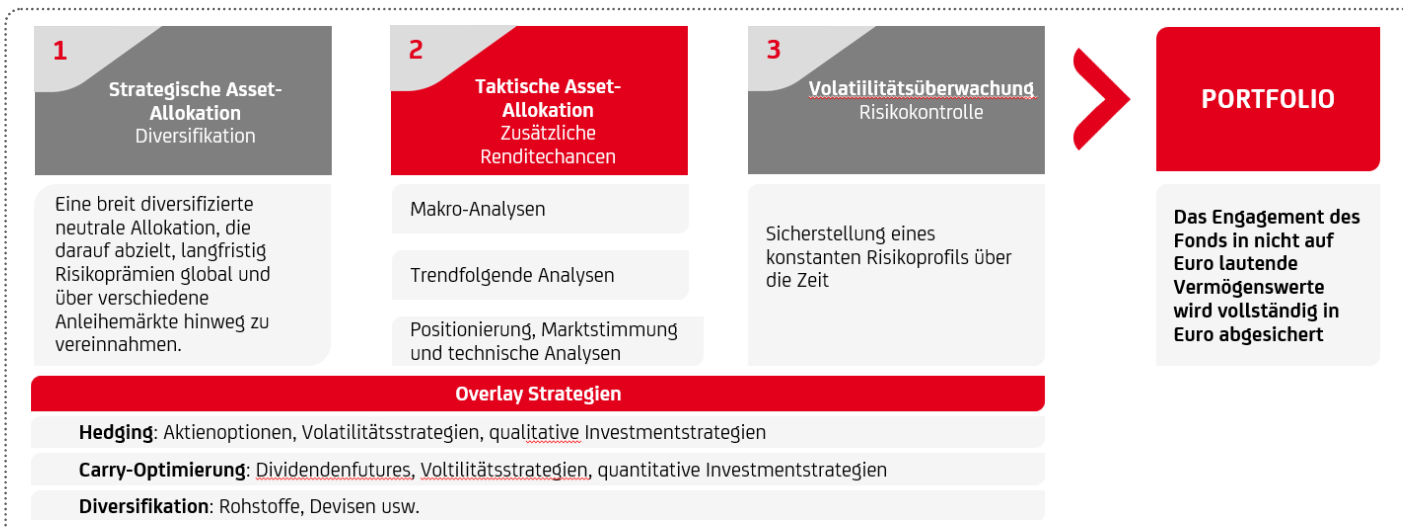 1
Strategische Asset-
Allokation
Diversifikation
Eine breit diversifizierte
neutrale Allokation, die
darauf abzielt, langfristig
Risikoprämien global und
über verschiedene
Anleihemärkte hinweg zu
vereinnahmen.
2
Taktische Asset-
Allokation
Zusätzliche
Renditechancen
Makro-Analysen
Trendfolgende Analysen
Positionierung, Marktstimmung
und technische Analysen
3
Volatiilitätsüberwachung
Risikokontrolle
Sicherstellung eines
konstanten Risikoprofils über
die Zeit
PORTFOLIO
Das Engagement des
Fonds in nicht auf
Euro lautende
Vermögenswerte
wird vollständig in
Euro abgesichert
Overlay Strategien
Hedging: Aktienoptionen, Volatilitätsstrategien, qualitative Investmentstrategien
Carry-Optimierung: Dividendenfutures, Voltilitätsstrategien, quantitative Investmentstrategien
Diversifikation: Rohstoffe, Devisen usw.